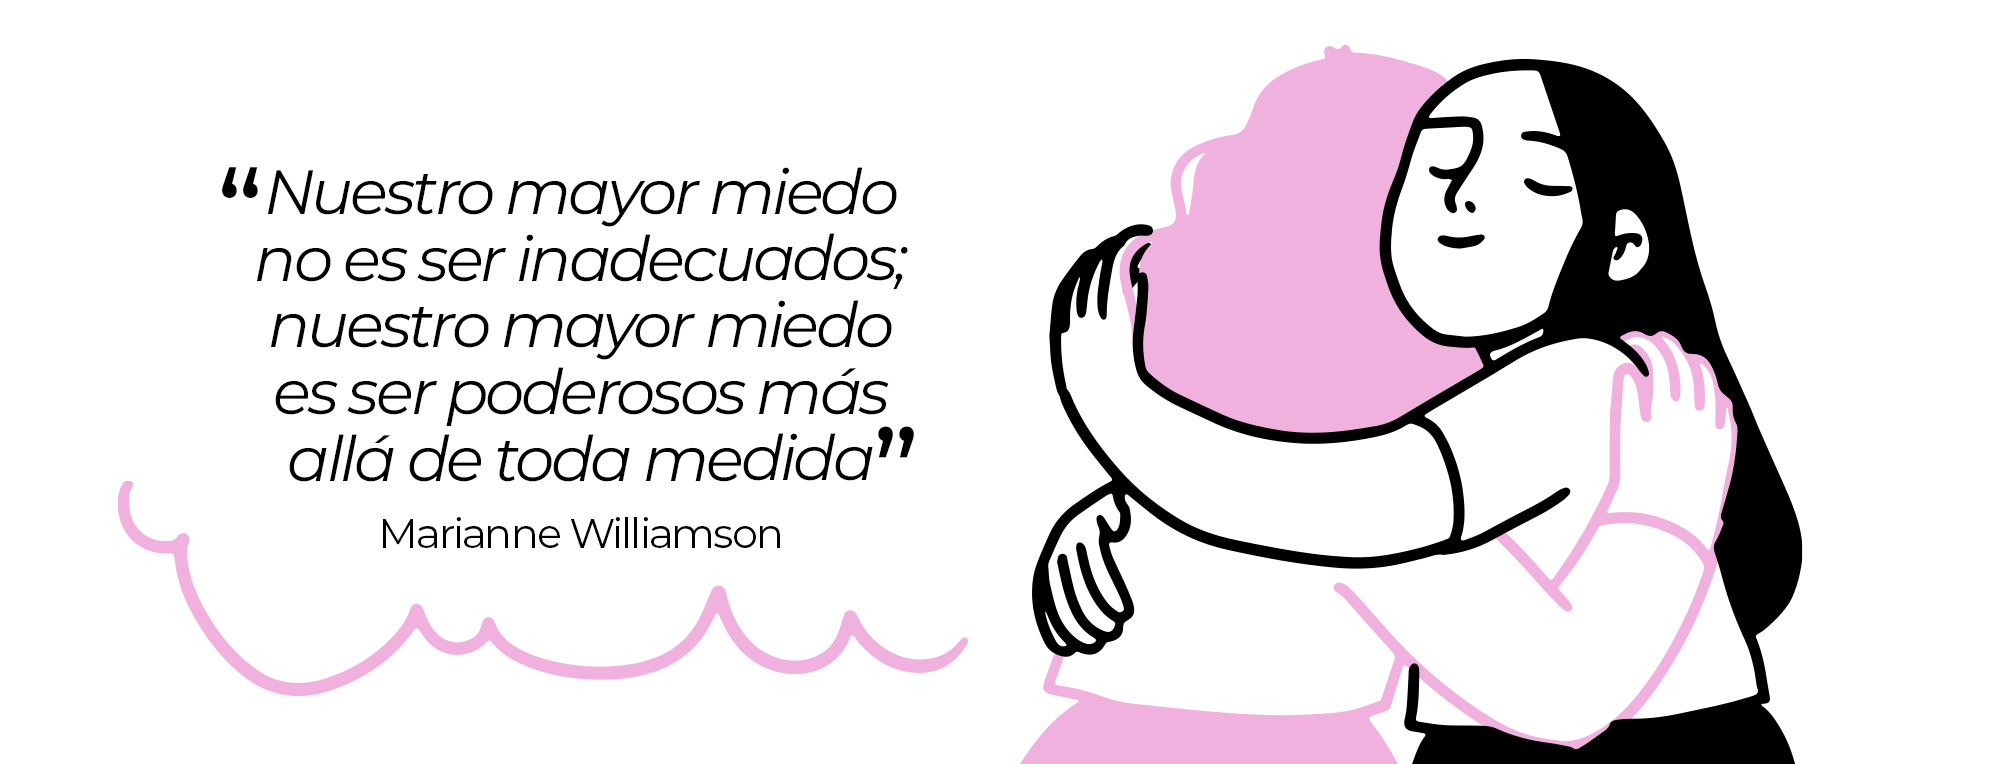 “Nuestro mayor miedo
no es ser inadecuados;
nuestro mayor miedo
es ser poderosos más
allá de toda medida”
Marianne Williamson